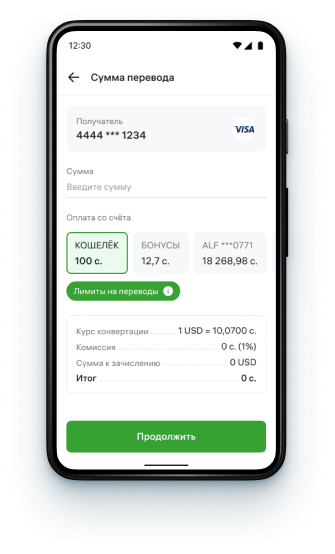 12:30
Сумма перевода
Получатель
4444 *** 1234
VISA
Сумма
Введите сумму
Оплата со счёта
КОШЕЛЁК БОНУСЫ ALF ***0771
100 с. 12,7 с. 18 268,98 с.
Лимиты на переводы i
Курс конвертации 1 USD = 10,0700 с.
Комиссия 0 с. (1%)
Сумма к зачислению 0 USD
Итог 0 с.
Продолжить